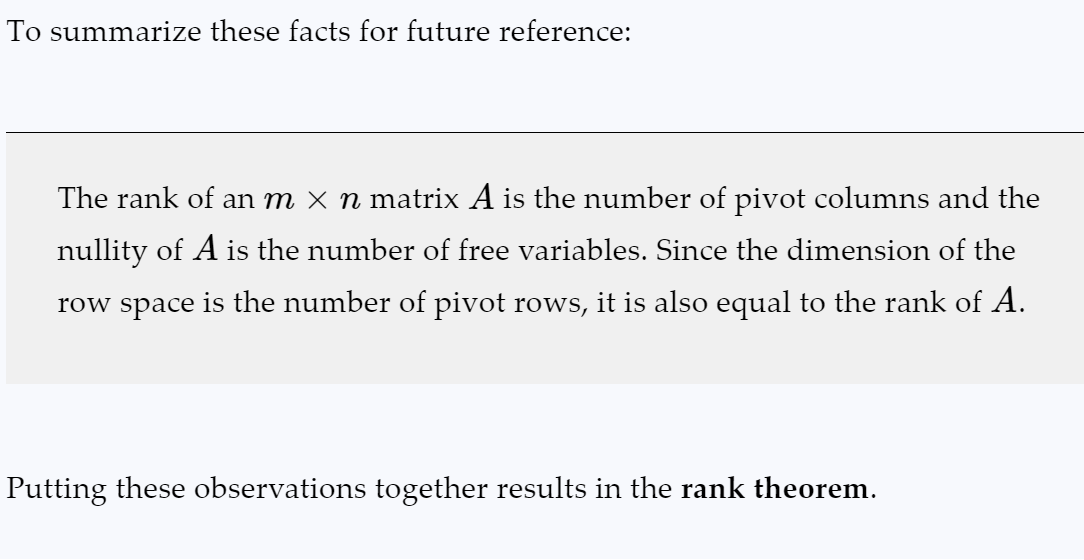 To summarize these facts for future reference:
The rank of an m × n matrix A is the number of pivot columns and the
nullity of A is the number of free variables. Since the dimension of the
row space is the number of pivot rows, it is also equal to the rank of A.
Putting these observations together results in the rank theorem.